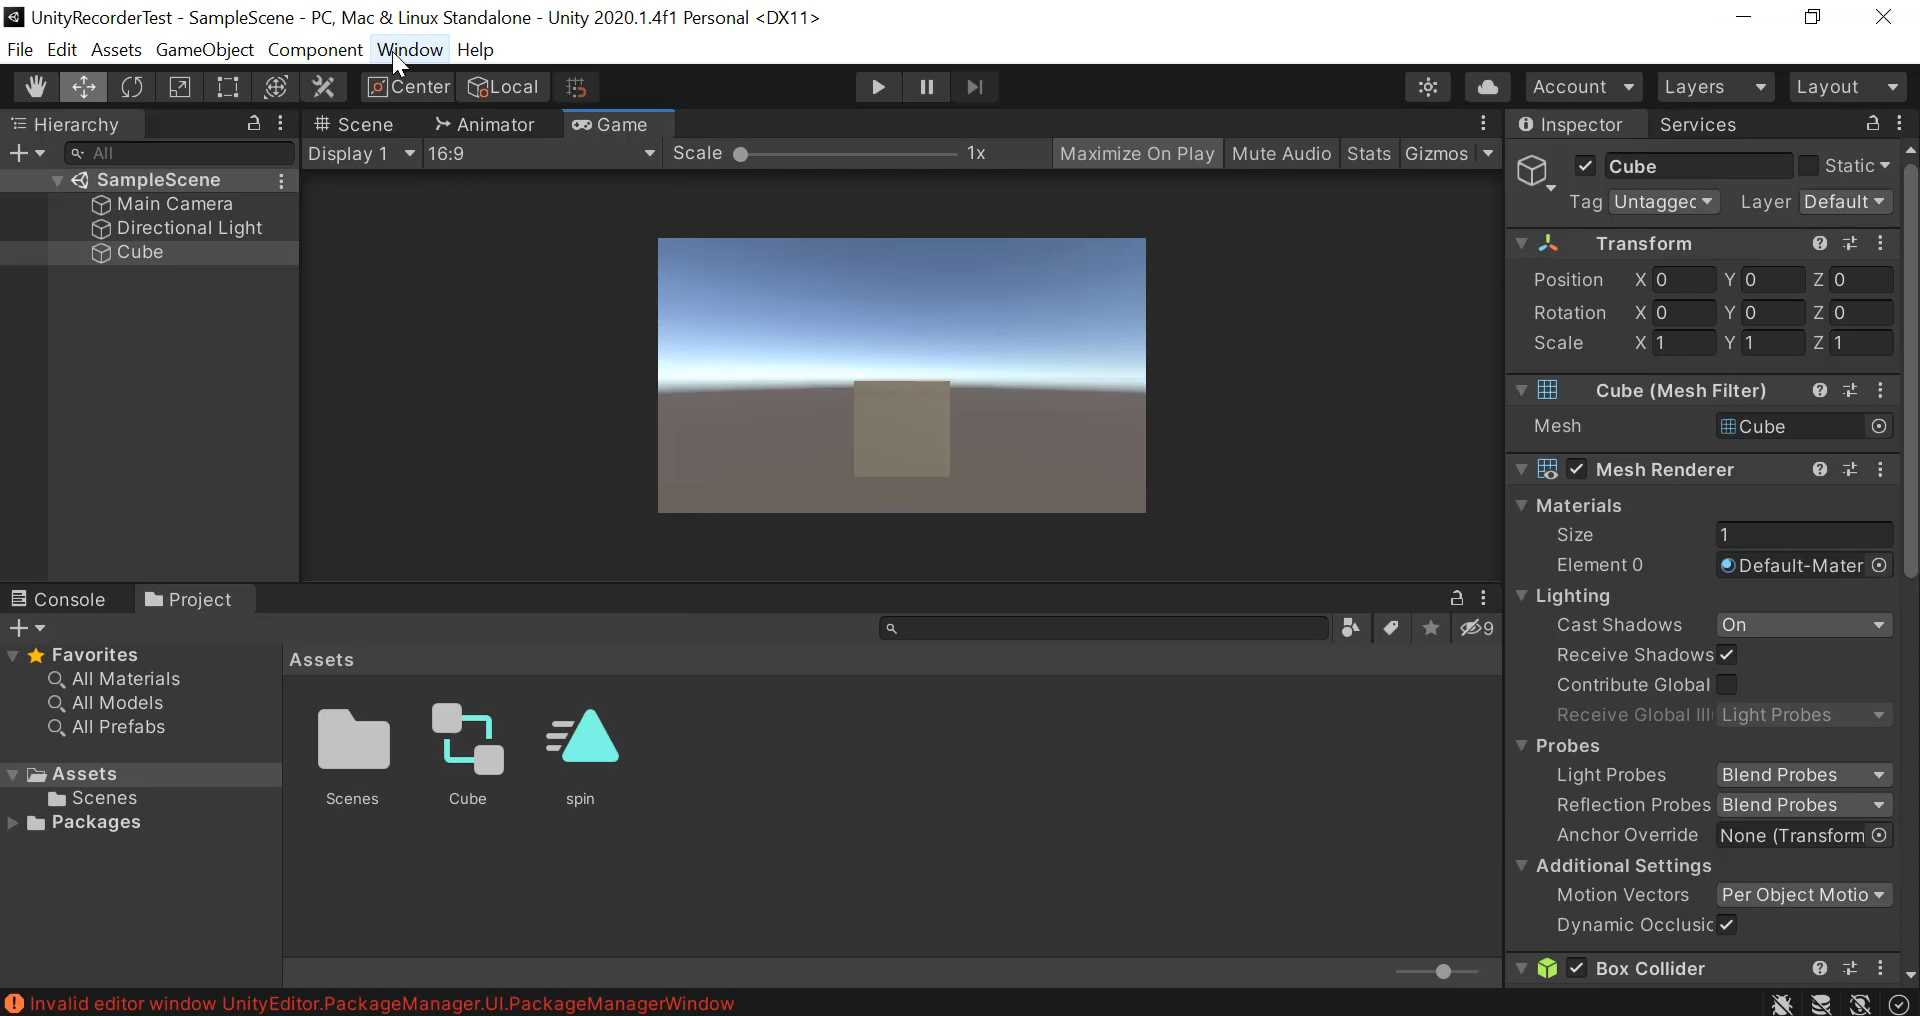 UnityRecorderTest - SampleScene - PC, Mac & Linux Standalone - Unity 2020.1.4f1 Personal <DX11>
File Edit Assets GameObject Component Window Help
Center Local Account Layers Layout
Hierarchy
All
SampleScene
Main Camera
Directional Light
Cube
Scene Animator Game
Display 1 16:9 Scale 1x Maximize On Play Mute Audio Stats Gizmos
Inspector Services
Cube Static
Tag Untaggec Layer Default
Transform
Position X 0 Y 0 Z 0
Rotation X 0 Y 0 Z 0
Scale X 1 Y 1 Z 1
Cube (Mesh Filter)
Mesh Cube
Mesh Renderer
Materials
Size 1
Element 0 Default-Mater
Lighting
Cast Shadows On
Receive Shadows
Contribute Global
Receive Global Ill Light Probes
Probes
Light Probes Blend Probes
Reflection Probes Blend Probes
Anchor Override None (Transform
Additional Settings
Motion Vectors Per Object Motio
Dynamic Occlusic
Box Collider
Console Project
9
Favorites
All Materials
All Models
All Prefabs
Assets
Scenes
Packages
Assets
Scenes Cube spin
Invalid editor window UnityEditor.PackageManager.UI.PackageManagerWindow